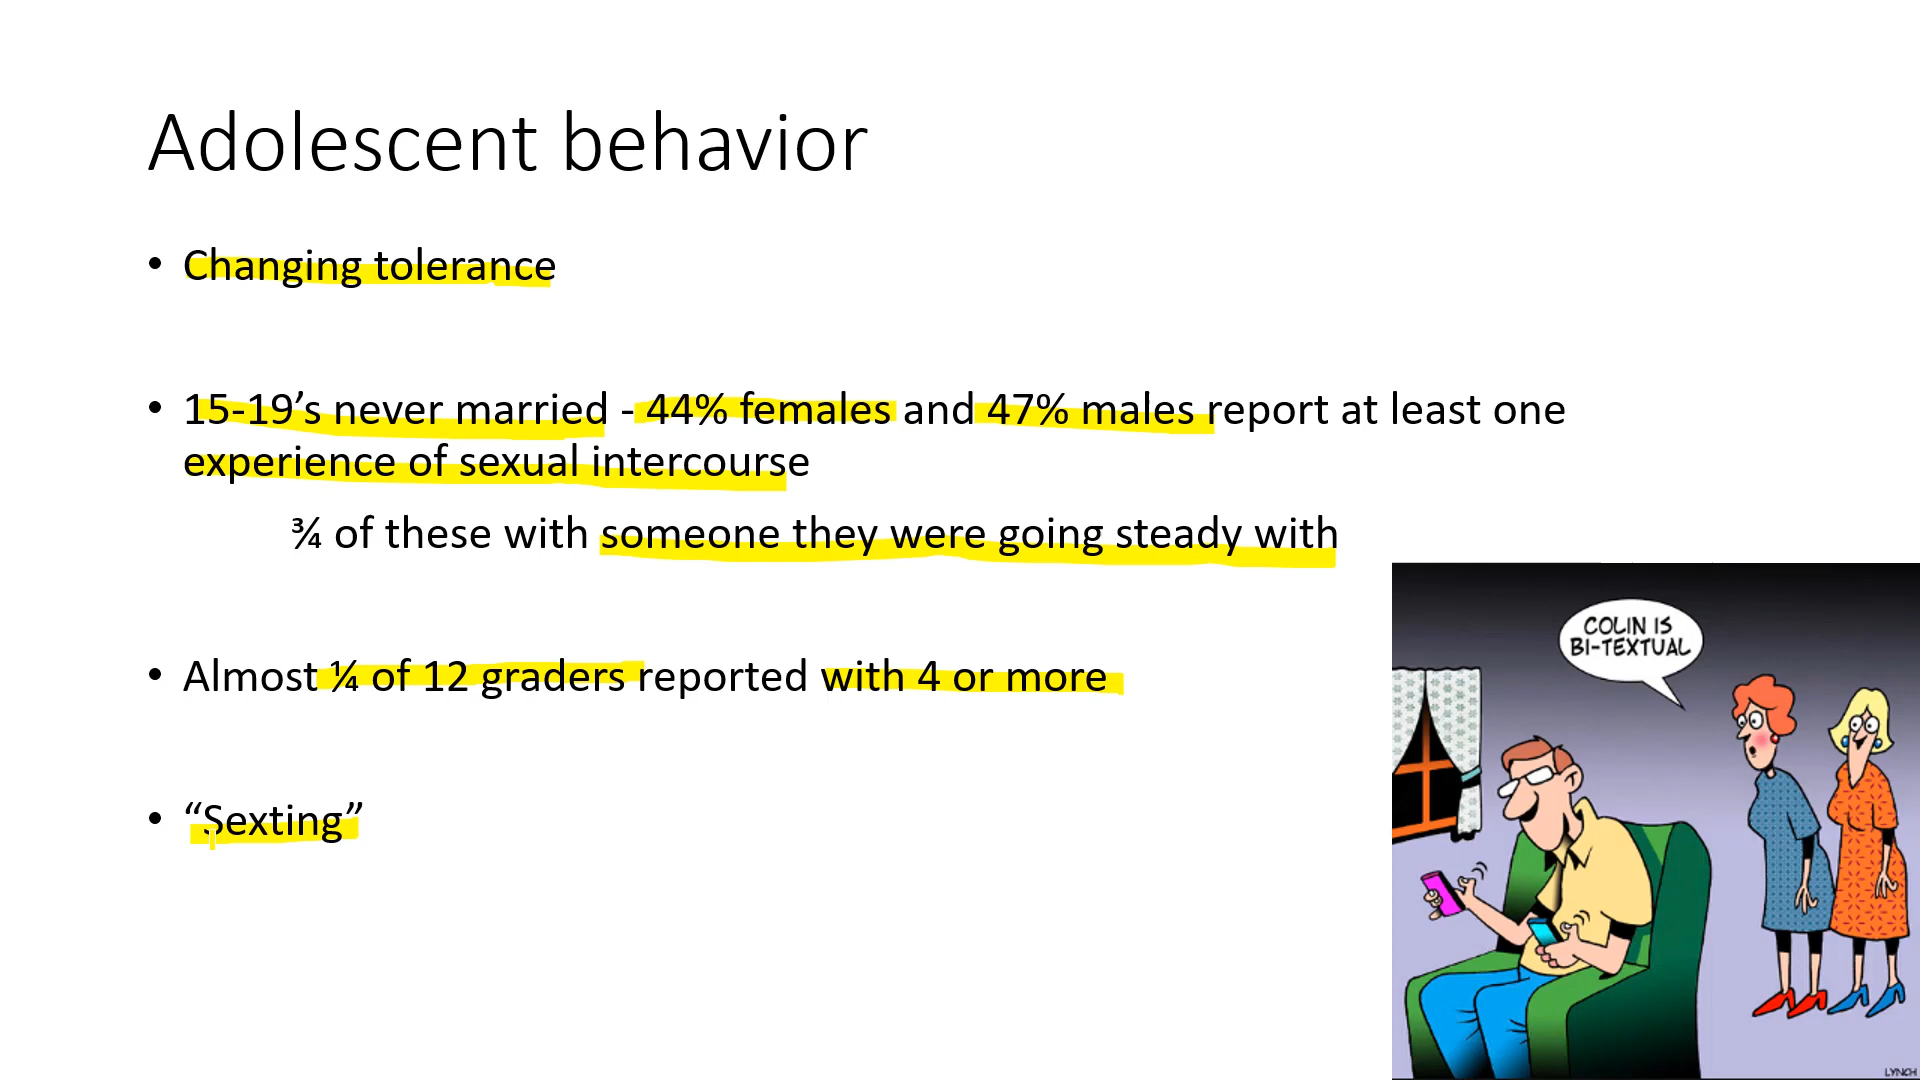 Adolescent behavior
• Changing tolerance
• 15-19’s never married - 44% females and 47% males report at least one
experience of sexual intercourse
¾ of these with someone they were going steady with
• Almost ¼ of 12 graders reported with 4 or more
• “Sexting”
COLIN IS
BI-TEXTUAL
LYNCH